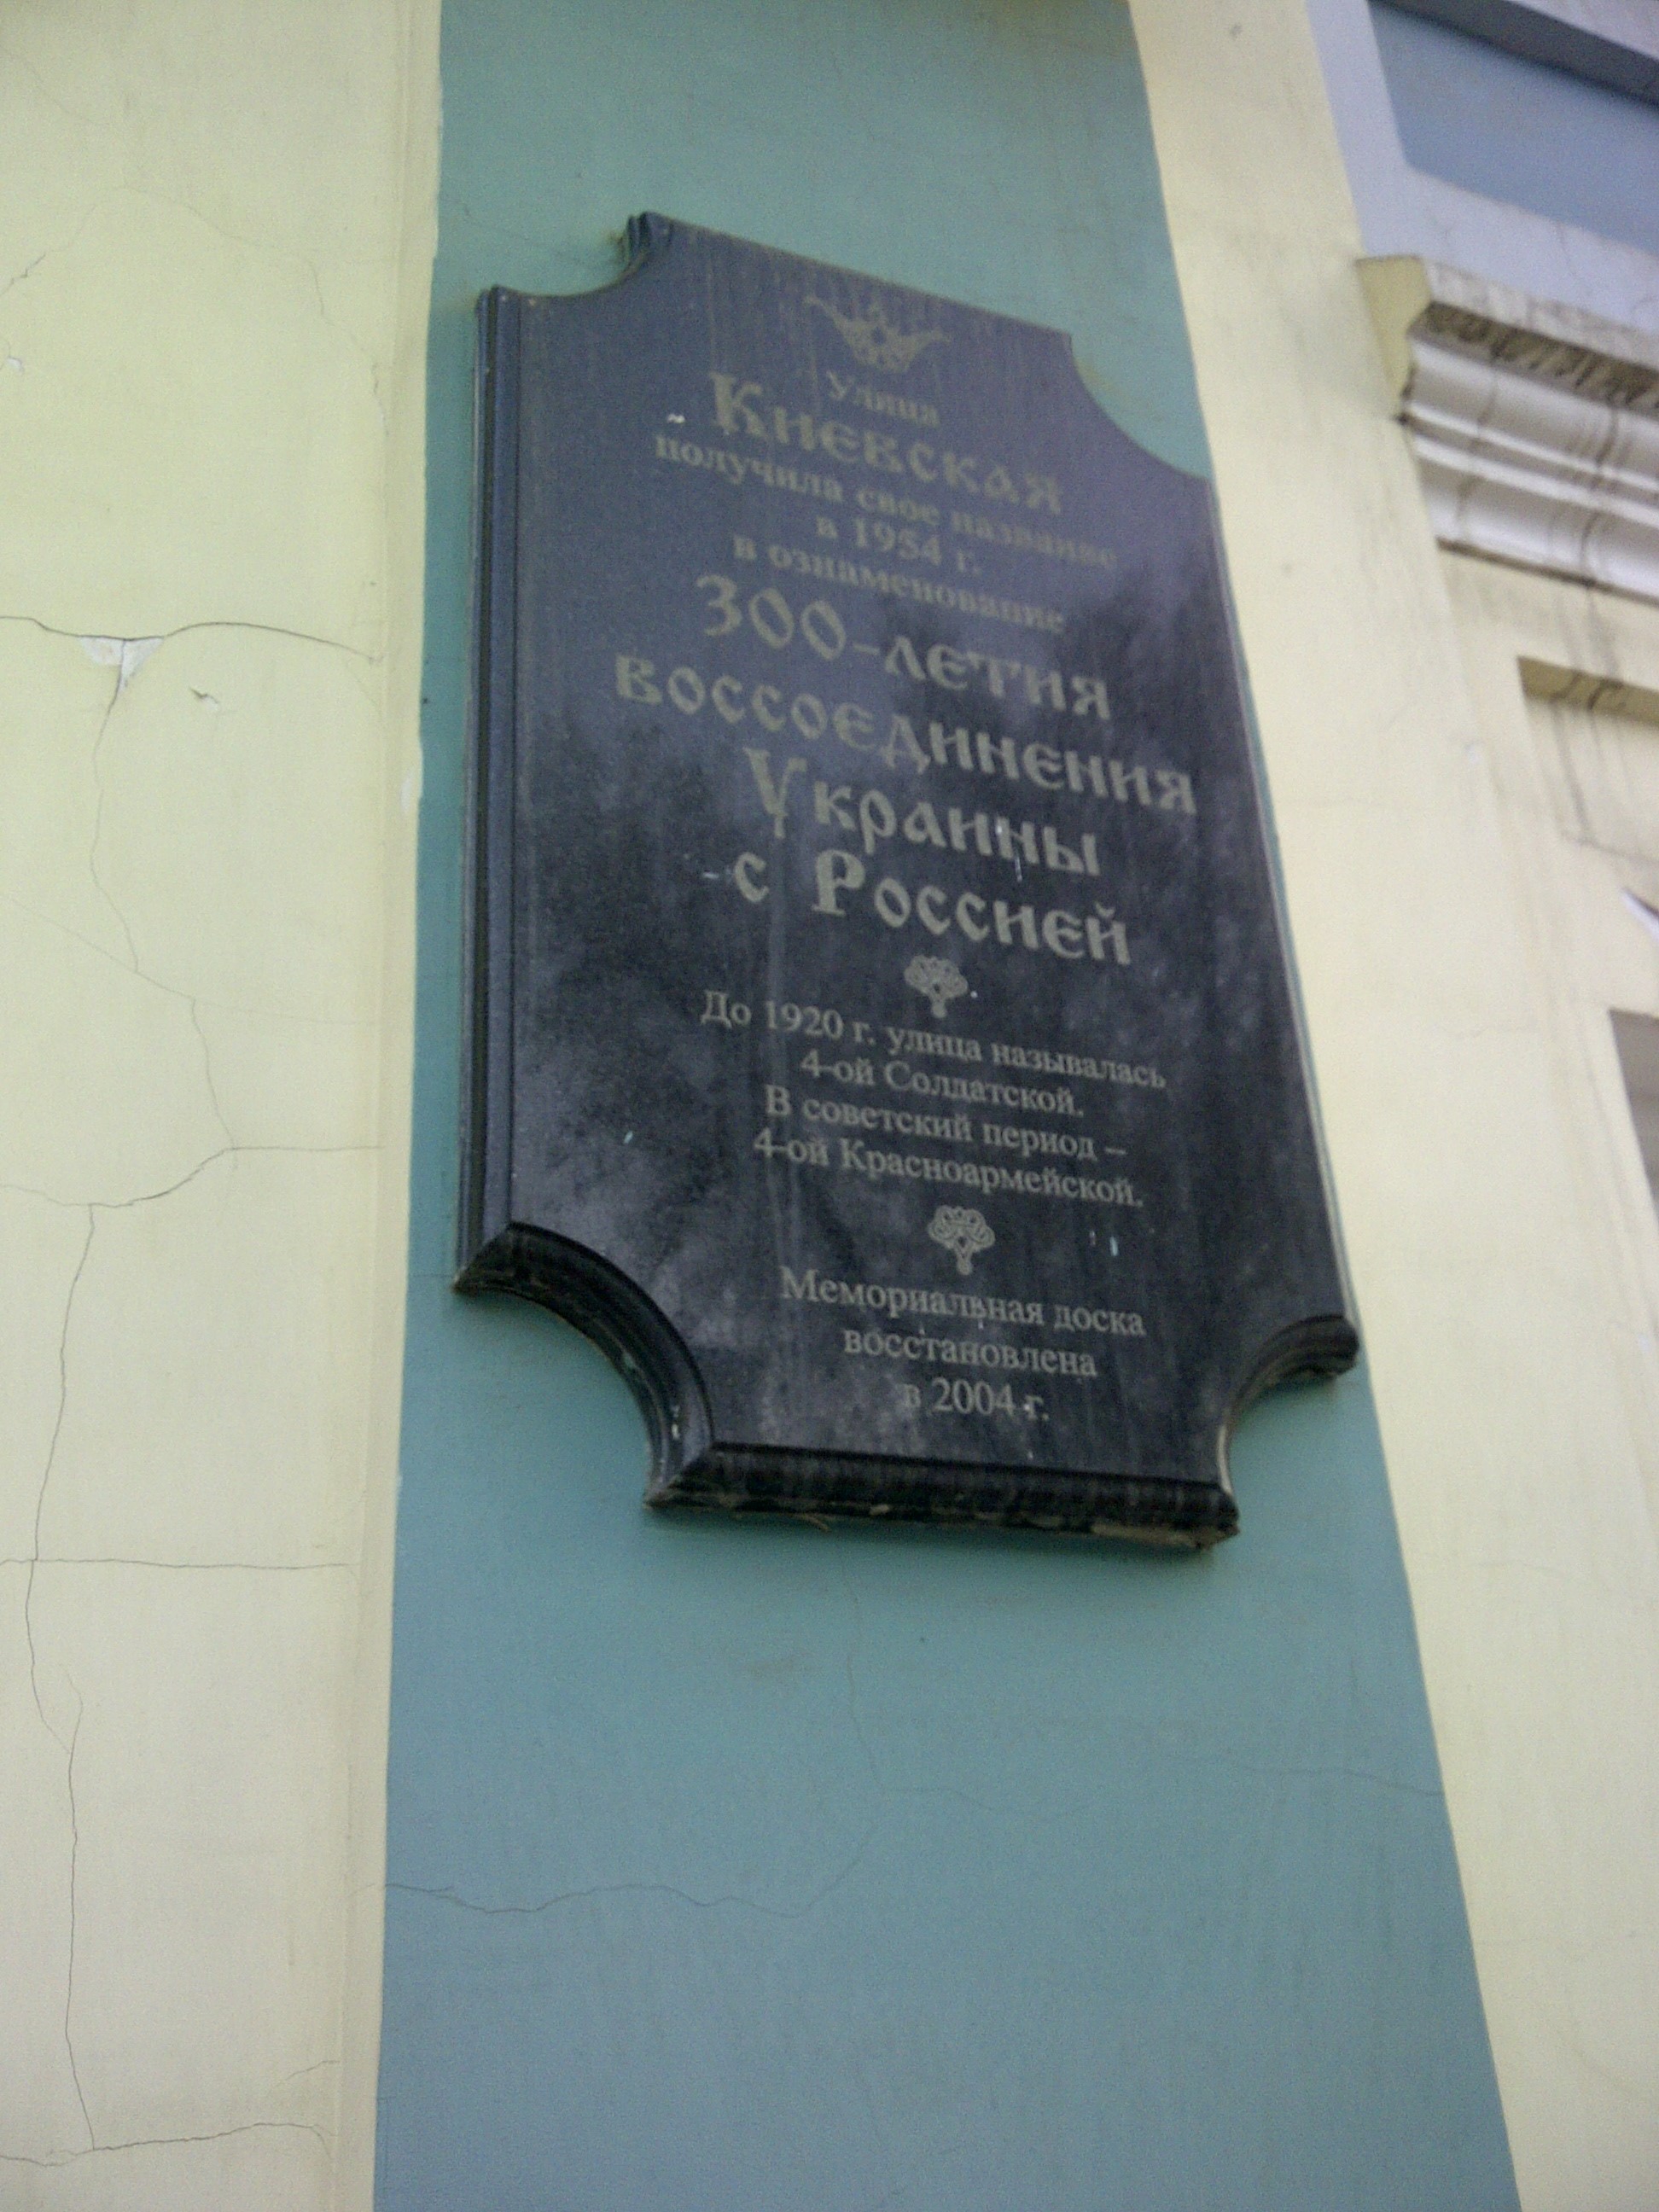 Улица
Киевская
получила свое название
в 1954 г.
в ознаменование
300-летия
воссоединения
Украины
с Россией
До 1920 г. улица называлась
4-ой Солдатской.
В советский период –
4-ой Красноармейской.
Мемориальная доска
восстановлена
в 2004 г.